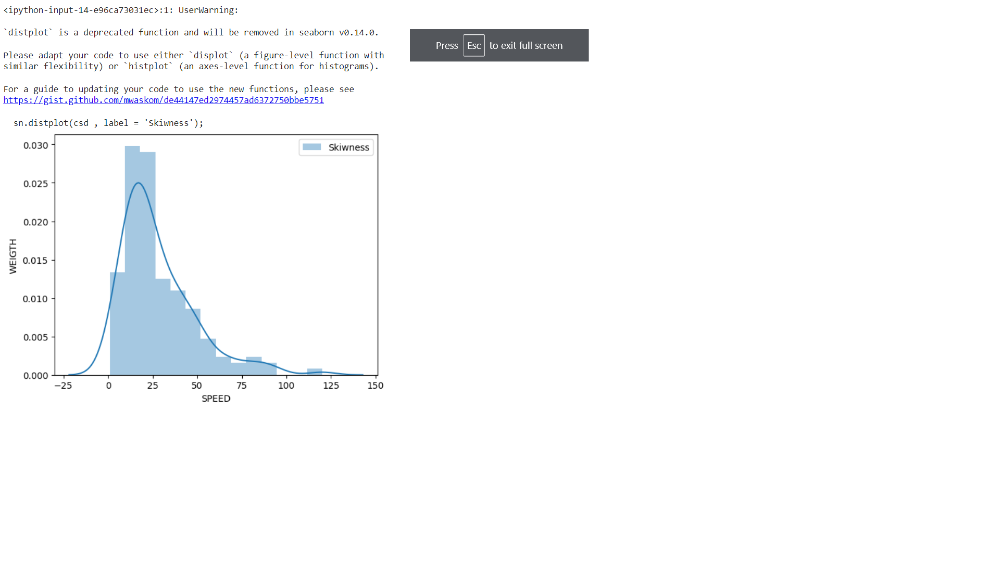 <ipython-input-14-e96ca73031ec>:1: UserWarning:
`distplot` is a deprecated function and will be removed in seaborn v0.14.0.
Please adapt your code to use either `displot` (a figure-level function with
similar flexibility) or `histplot` (an axes-level function for histograms).
For a guide to updating your code to use the new functions, please see
https://gist.github.com/mwaskom/de44147ed2974457ad6372750bbe5751
sn.distplot(csd , label = 'Skiwness');
Press Esc to exit full screen
Skiwness
0.030
0.025
0.020
0.015
0.010
0.005
0.000
WEIGTH
−25 0 25 50 75 100 125 150
SPEED